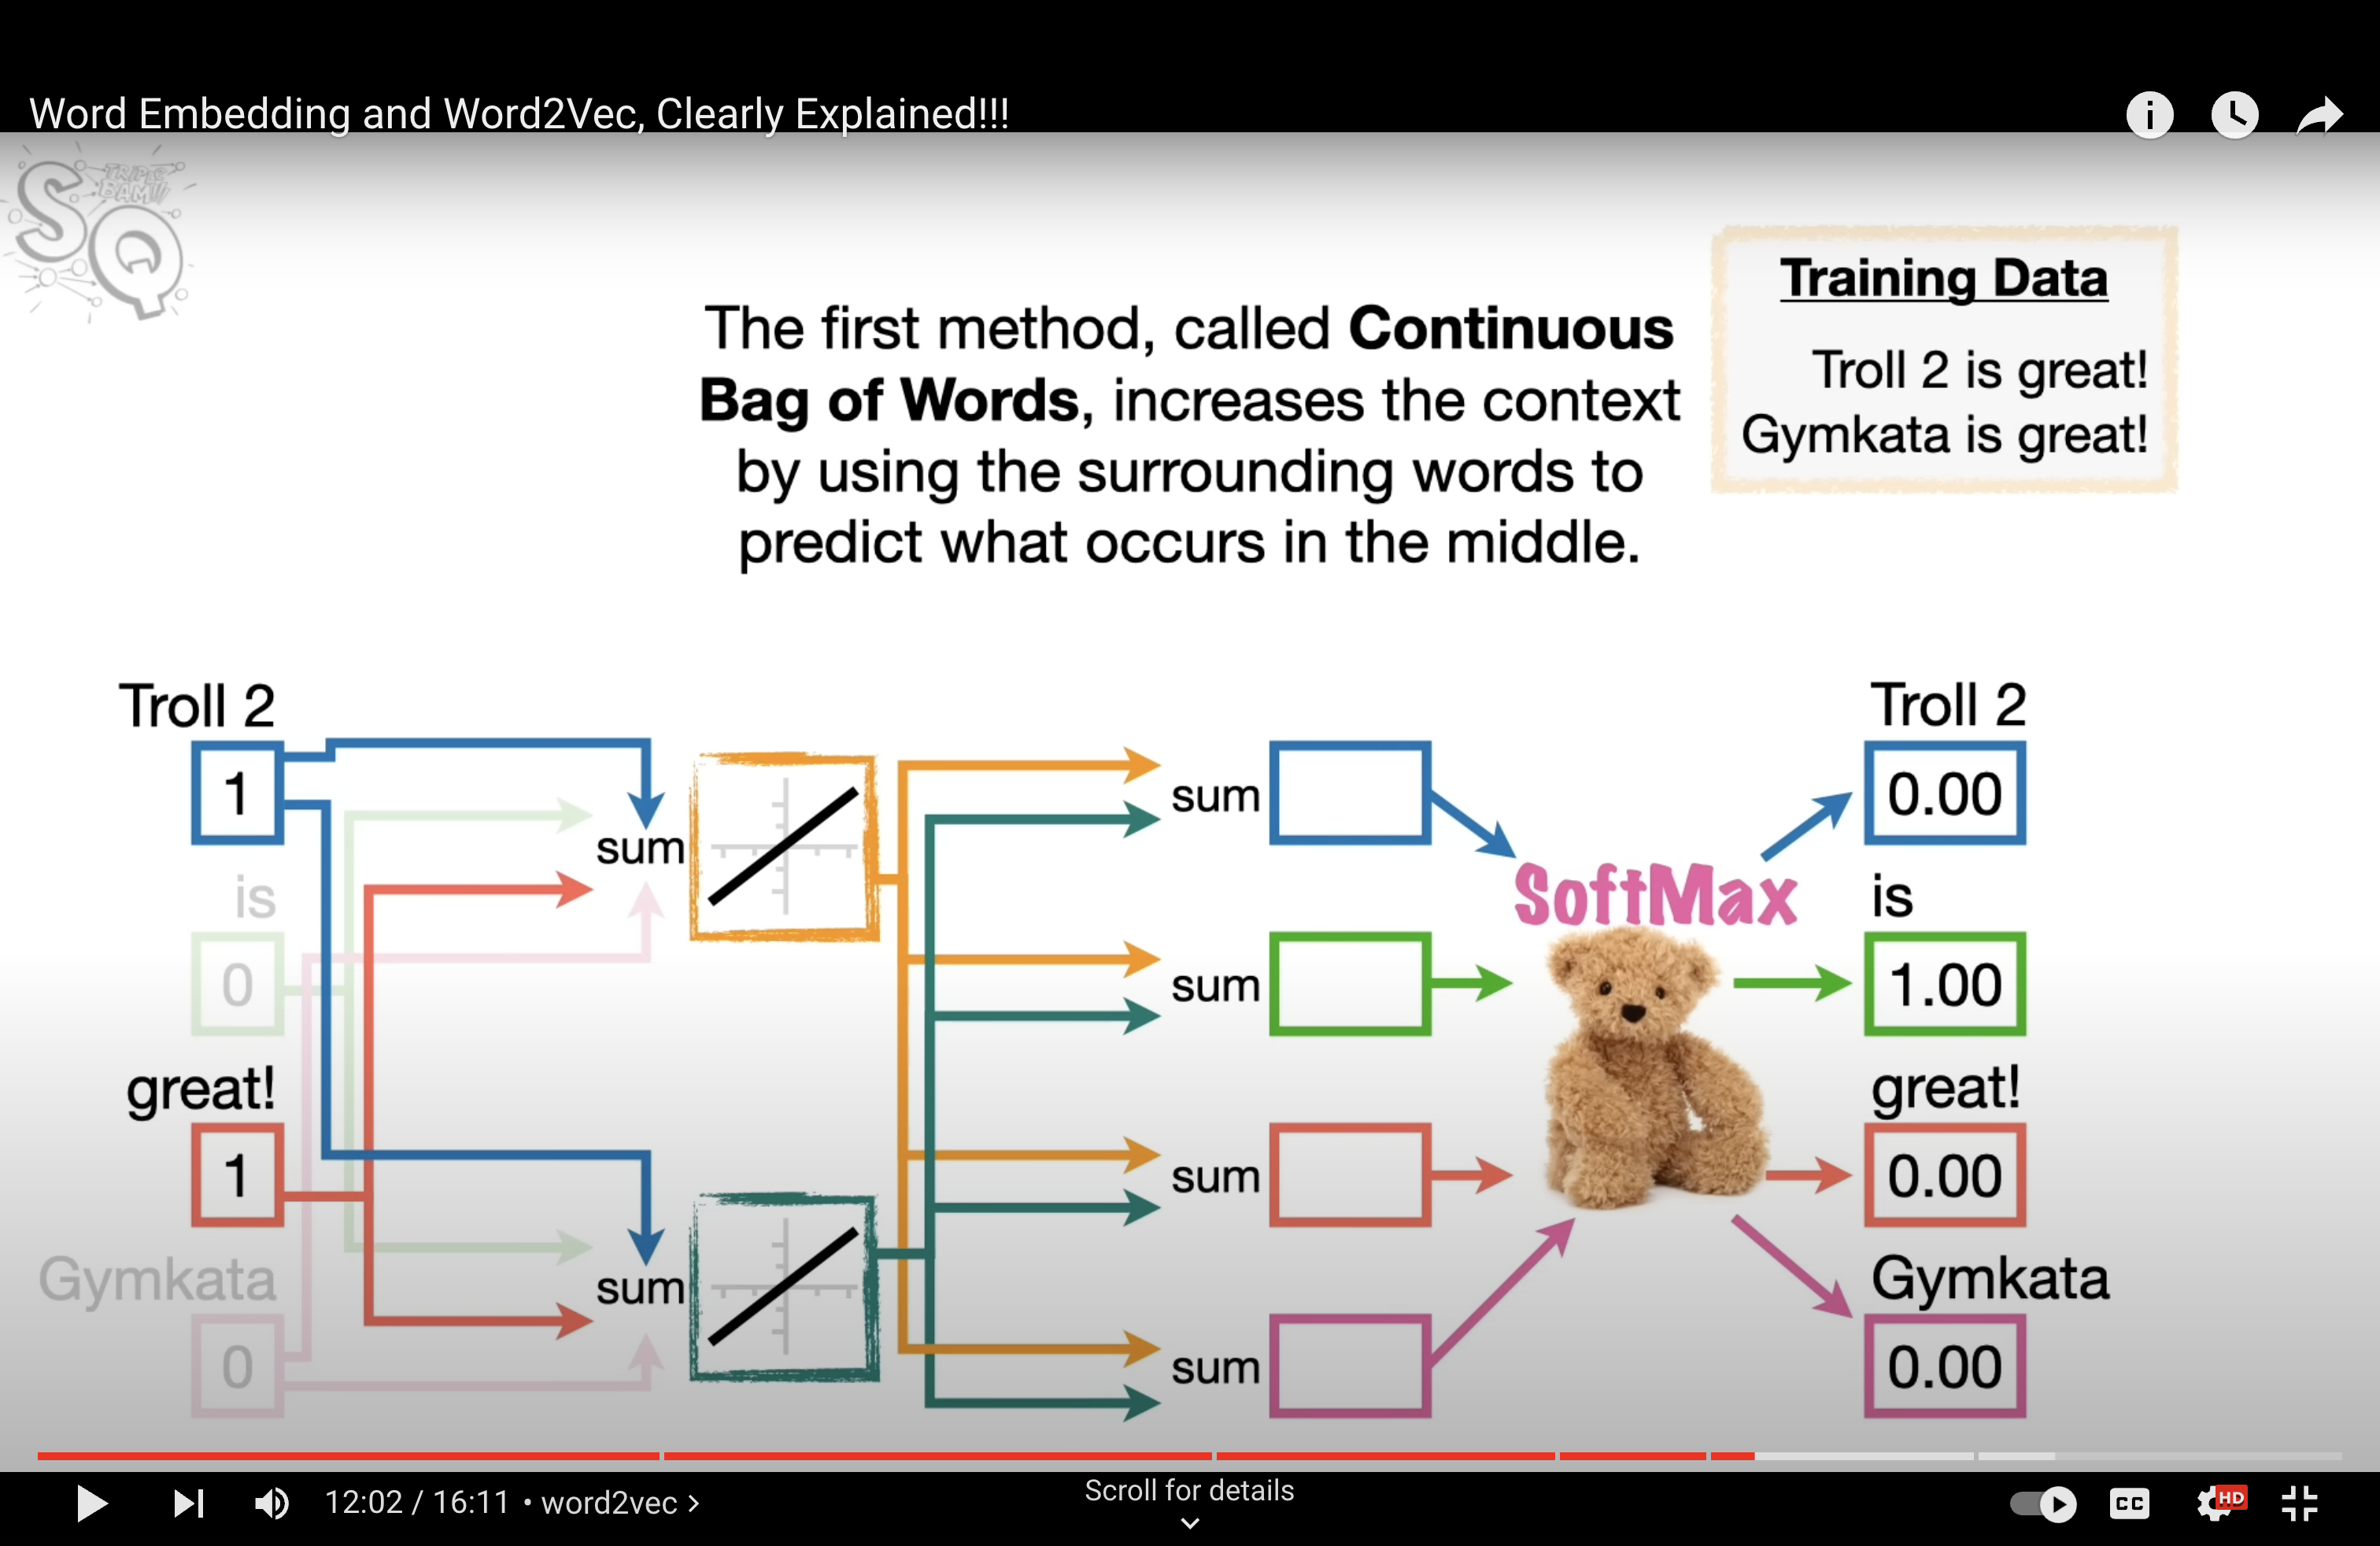 Word Embedding and Word2Vec, Clearly Explained!!!
SQ
TRIPLE
BAM!!!
The first method, called Continuous
Bag of Words, increases the context
by using the surrounding words to
predict what occurs in the middle.
Training Data
Troll 2 is great!
Gymkata is great!
Troll 2
1
is
0
great!
1
Gymkata
0
sum
sum
sum
sum
sum
sum
SoftMax
Troll 2
0.00
is
1.00
great!
0.00
Gymkata
0.00
12:02 / 16:11 • word2vec >
Scroll for details
CC
HD